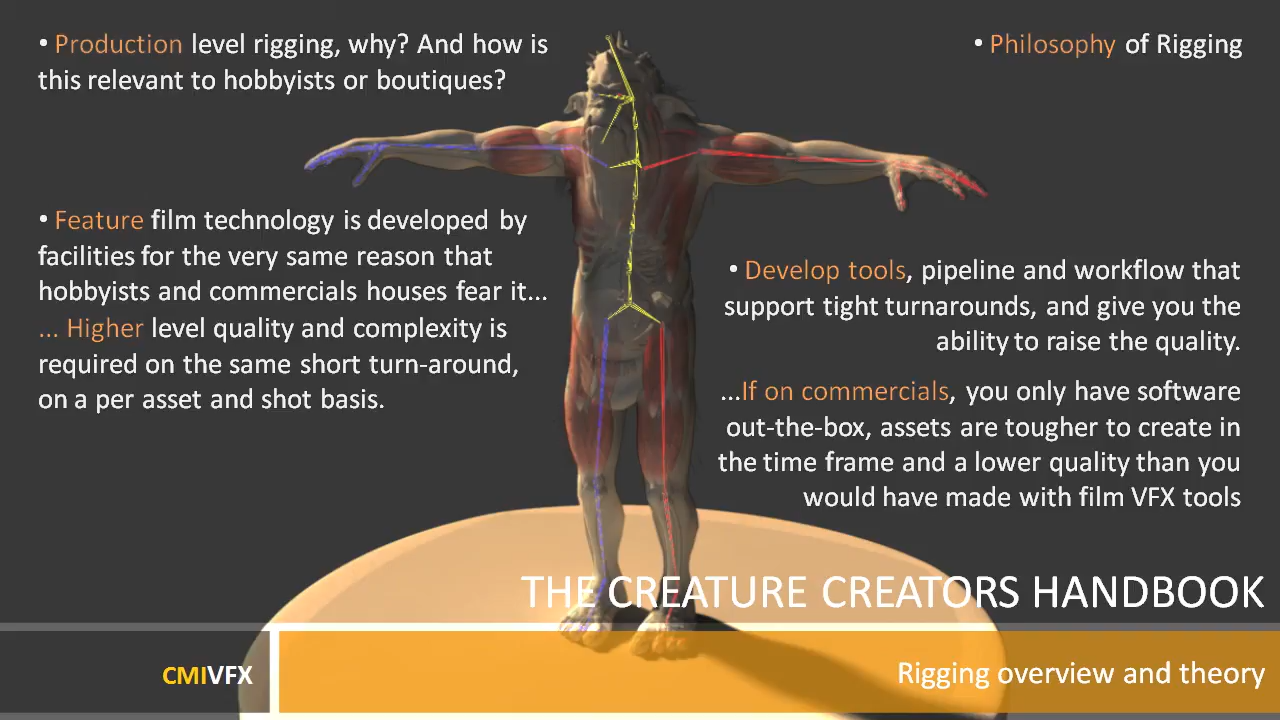 • Production level rigging, why? And how is
this relevant to hobbyists or boutiques?
• Feature film technology is developed by
facilities for the very same reason that
hobbyists and commercials houses fear it...
... Higher level quality and complexity is
required on the same short turn-around,
on a per asset and shot basis.
• Philosophy of Rigging
• Develop tools, pipeline and workflow that
support tight turnarounds, and give you the
ability to raise the quality.
...If on commercials, you only have software
out-the-box, assets are tougher to create in
the time frame and a lower quality than you
would have made with film VFX tools
THE CREATURE CREATORS HANDBOOK
CMIVFX
Rigging overview and theory